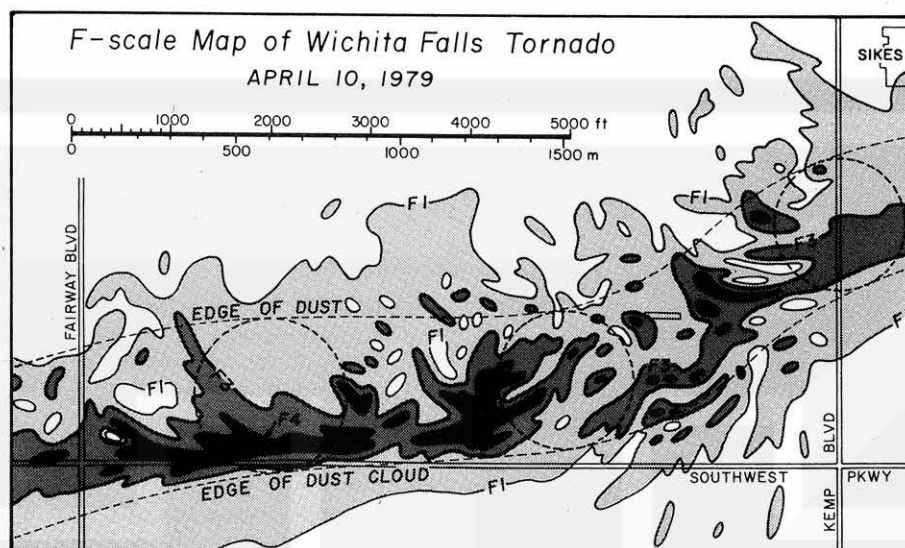 F-scale Map of Wichita Falls Tornado
APRIL 10, 1979
SIKES
0 1000 2000 3000 4000 5000 ft
0 500 1000 1500 m
F1
F1
FAIRWAY BLVD
EDGE OF DUST
F3
F1
F1
F3
F4
F
EDGE OF DUST CLOUD
F1
SOUTHWEST PKWY
KEMP BLVD